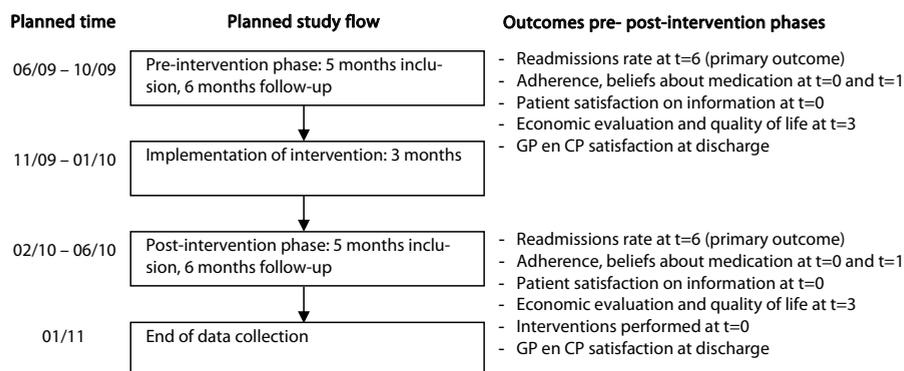 Planned time
Planned study flow
Outcomes pre- post-intervention phases
06/09 – 10/09
Pre-intervention phase: 5 months inclu-
sion, 6 months follow-up
- Readmissions rate at t=6 (primary outcome)
- Adherence, beliefs about medication at t=0 and t=1
- Patient satisfaction on information at t=0
- Economic evaluation and quality of life at t=3
- GP en CP satisfaction at discharge
11/09 – 01/10
Implementation of intervention: 3 months
02/10 – 06/10
Post-intervention phase: 5 months inclu-
sion, 6 months follow-up
- Readmissions rate at t=6 (primary outcome)
- Adherence, beliefs about medication at t=0 and t=1
- Patient satisfaction on information at t=0
- Economic evaluation and quality of life at t=3
- Interventions performed at t=0
- GP en CP satisfaction at discharge
01/11
End of data collection